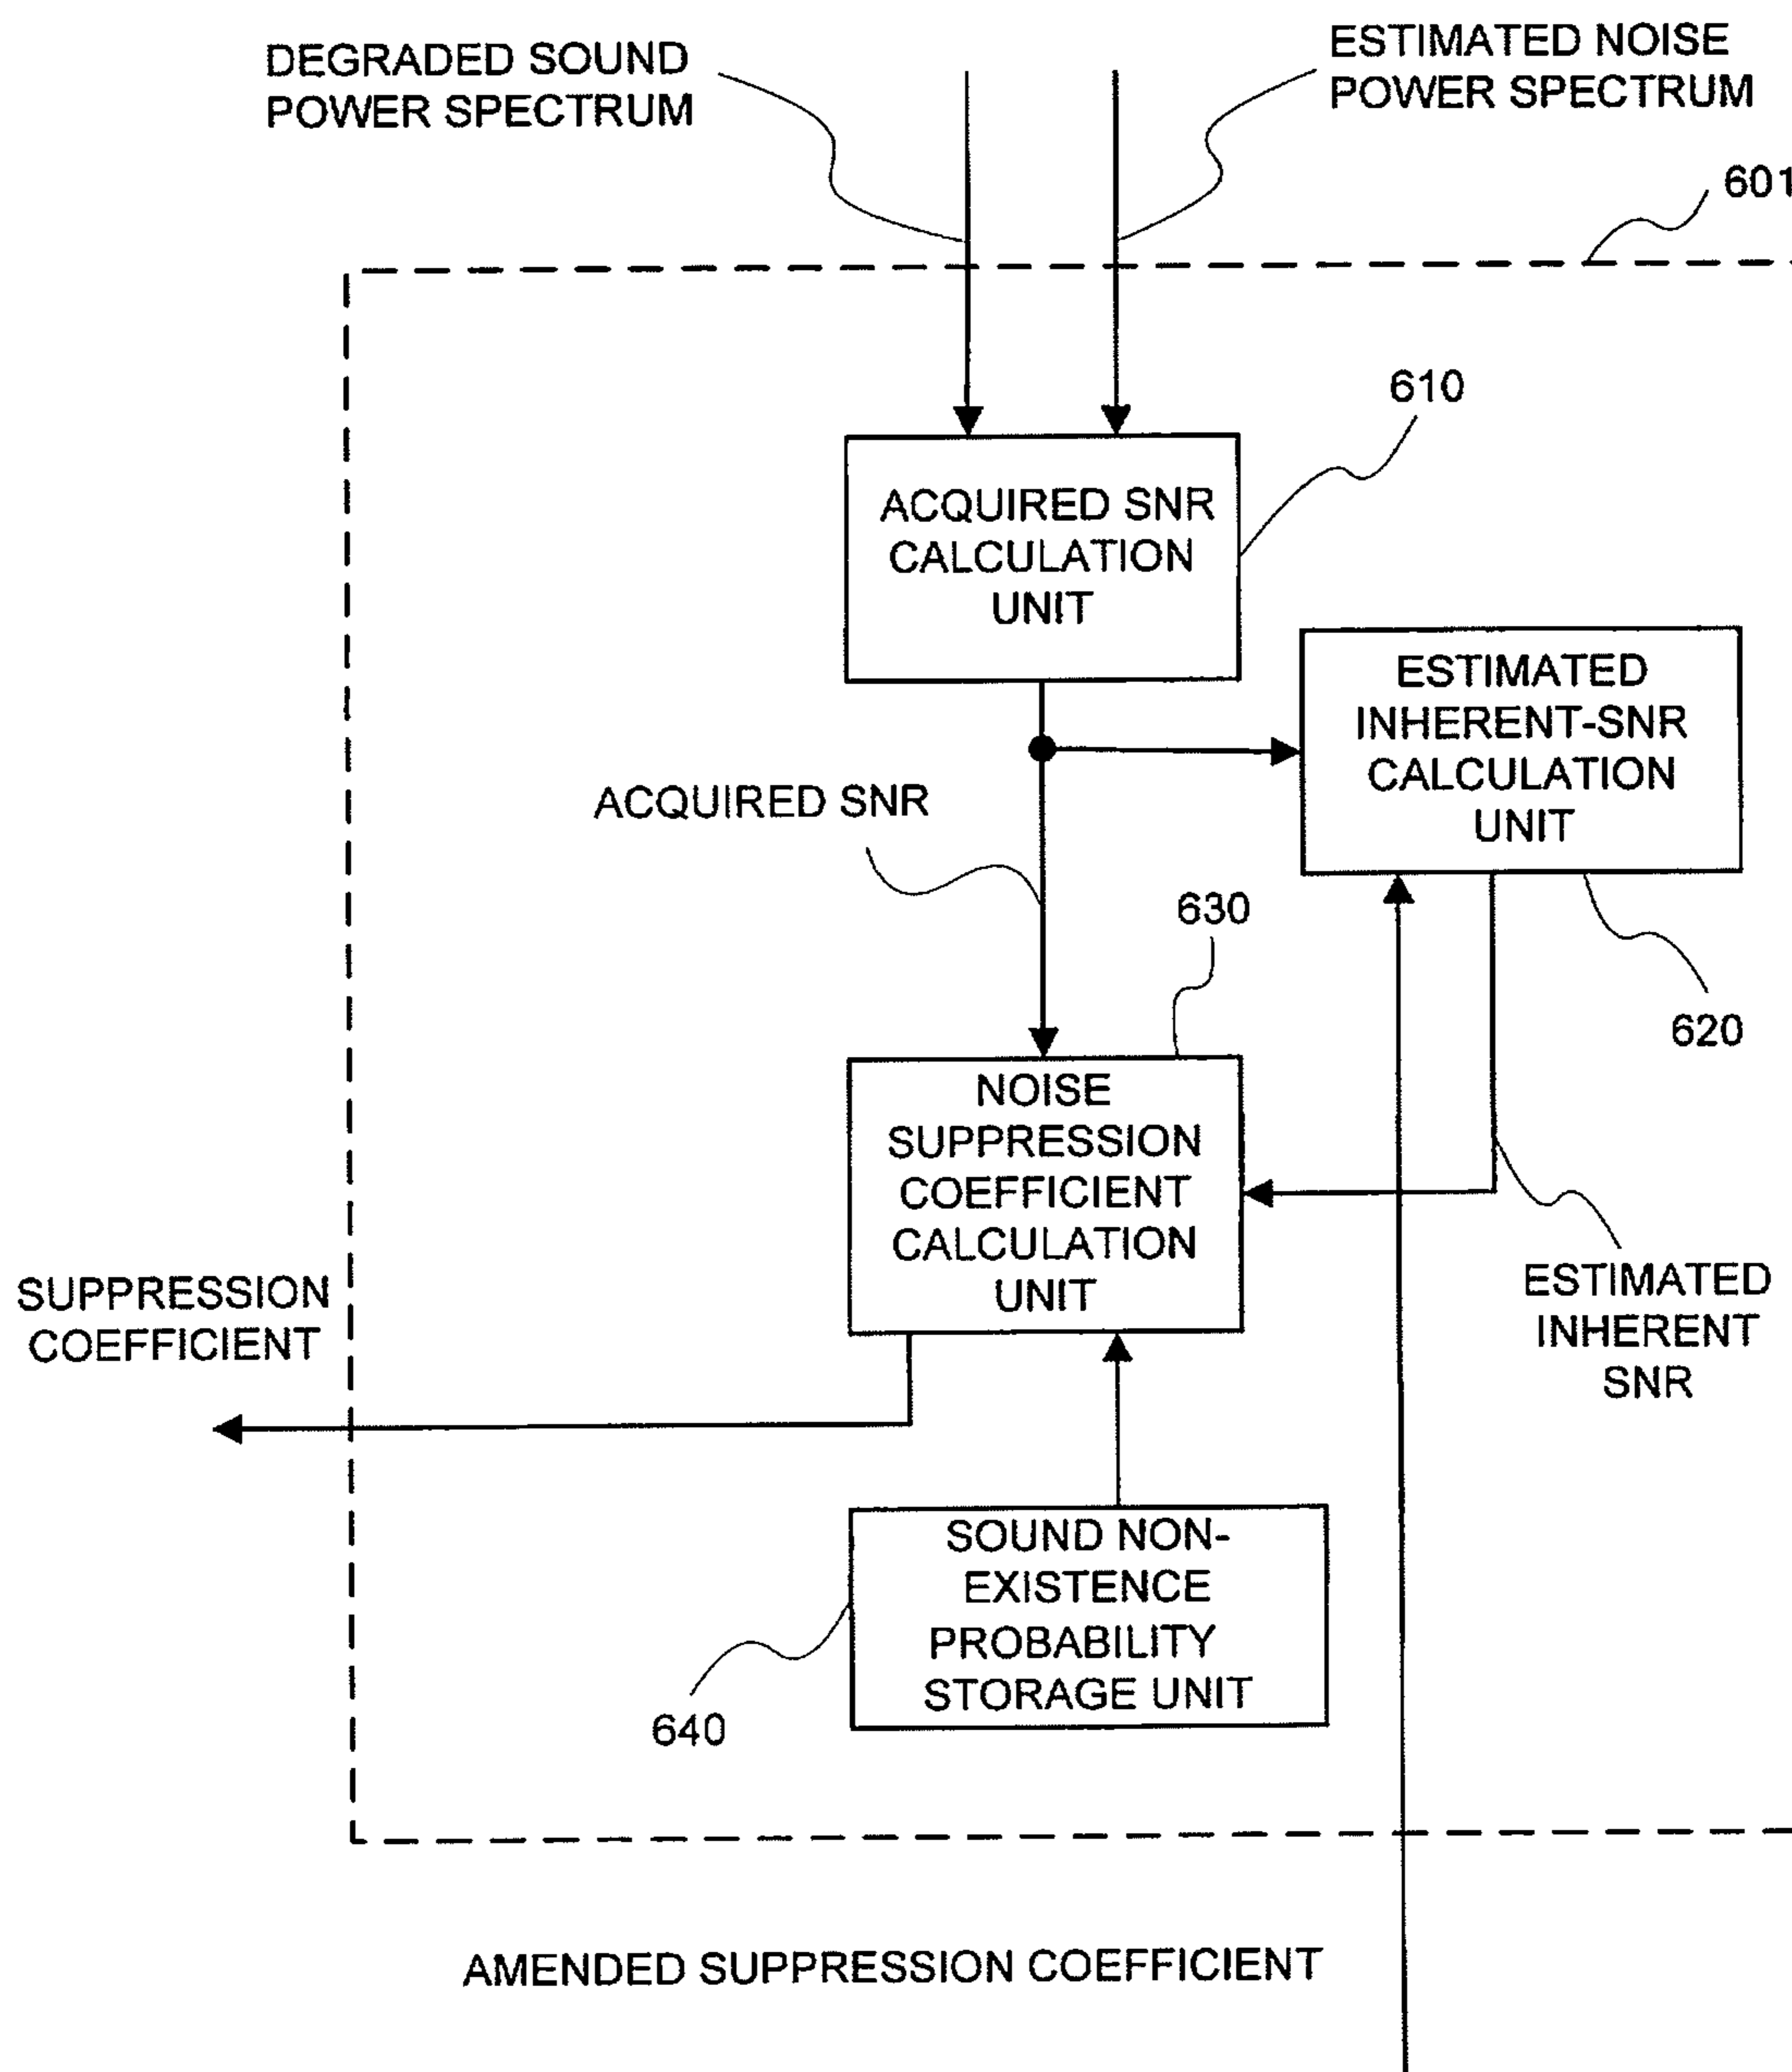 DEGRADED SOUND
POWER SPECTRUM
ESTIMATED NOISE
POWER SPECTRUM
601
610
ACQUIRED SNR
CALCULATION
UNIT
ESTIMATED
INHERENT-SNR
CALCULATION
UNIT
ACQUIRED SNR
630
620
NOISE
SUPPRESSION
COEFFICIENT
CALCULATION
UNIT
SUPPRESSION
COEFFICIENT
ESTIMATED
INHERENT
SNR
SOUND NON-
EXISTENCE
PROBABILITY
STORAGE UNIT
640
AMENDED SUPPRESSION COEFFICIENT